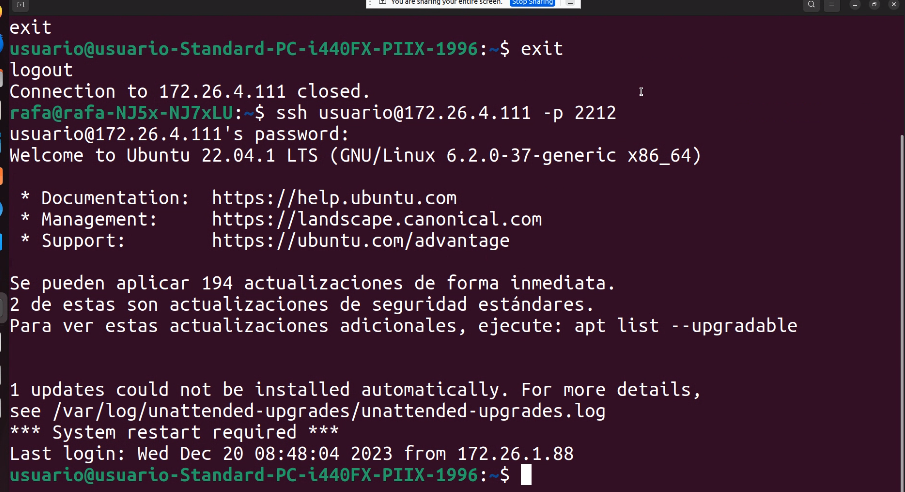 You are sharing your entire screen. Stop Sharing
exit
usuario@usuario-Standard-PC-i440FX-PIIX-1996:~$ exit
logout
Connection to 172.26.4.111 closed.
rafa@rafa-NJ5x-NJ7xLU:~$ ssh usuario@172.26.4.111 -p 2212
usuario@172.26.4.111's password:
Welcome to Ubuntu 22.04.1 LTS (GNU/Linux 6.2.0-37-generic x86_64)
* Documentation: https://help.ubuntu.com
* Management: https://landscape.canonical.com
* Support: https://ubuntu.com/advantage
Se pueden aplicar 194 actualizaciones de forma inmediata.
2 de estas son actualizaciones de seguridad estándares.
Para ver estas actualizaciones adicionales, ejecute: apt list --upgradable
1 updates could not be installed automatically. For more details,
see /var/log/unattended-upgrades/unattended-upgrades.log
*** System restart required ***
Last login: Wed Dec 20 08:48:04 2023 from 172.26.1.88
usuario@usuario-Standard-PC-i440FX-PIIX-1996:~$